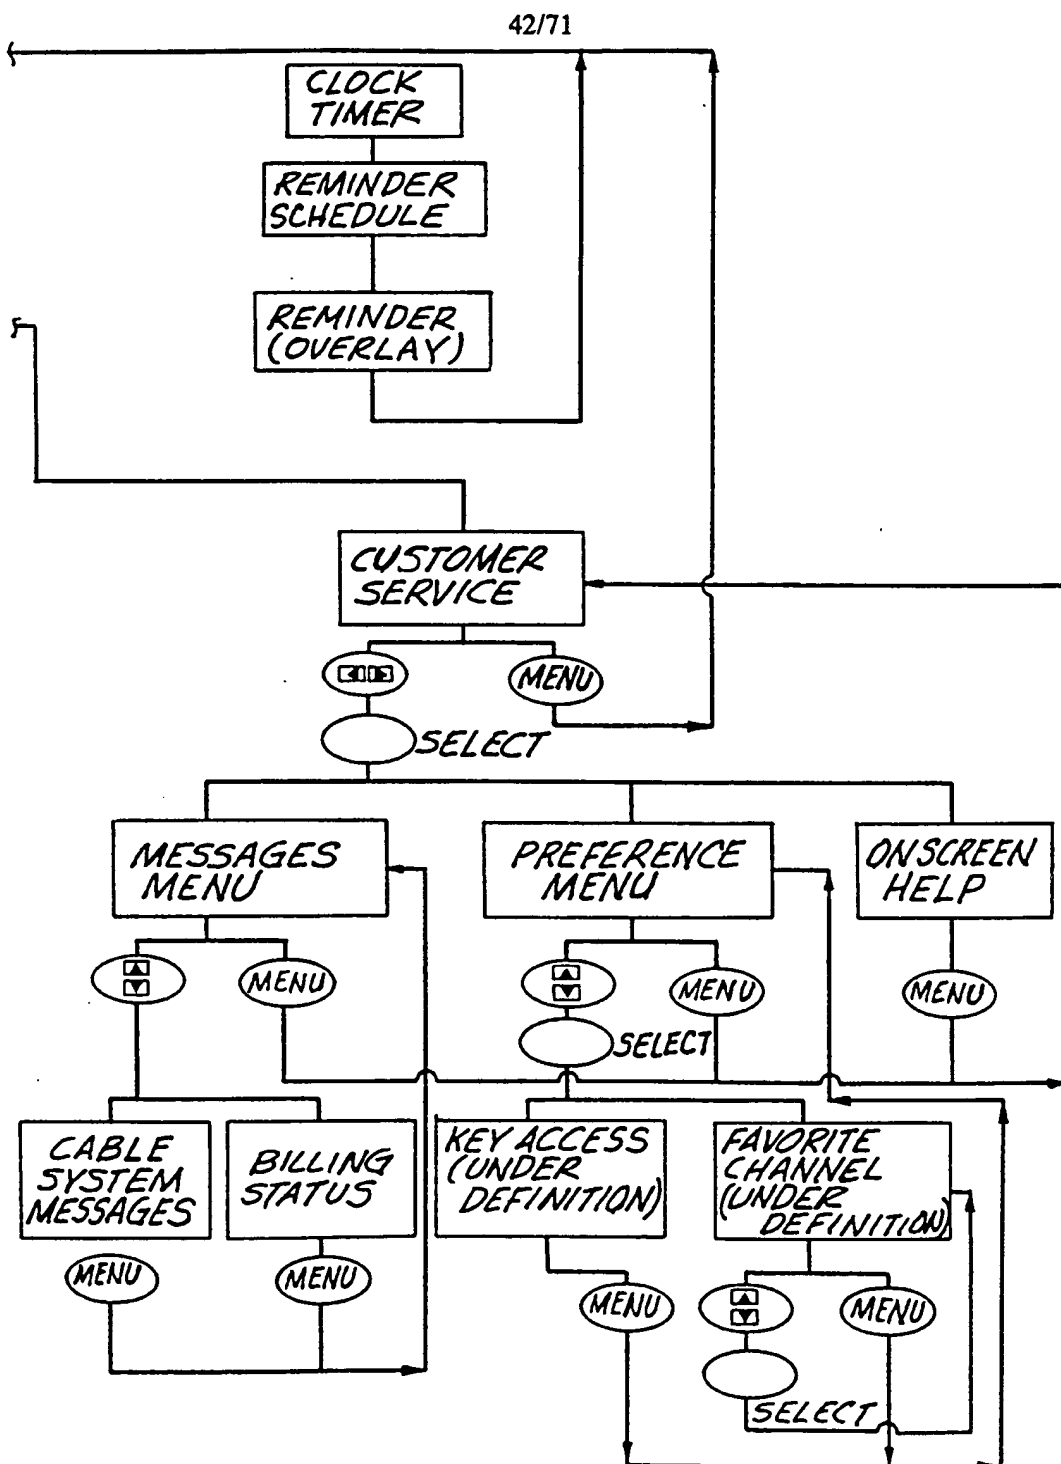 42/71
CLOCK
TIMER
REMINDER
SCHEDULE
REMINDER
(OVERLAY)
CUSTOMER
SERVICE
MENU
SELECT
MESSAGES
MENU
PREFERENCE
MENU
ON SCREEN
HELP
MENU
MENU
MENU
SELECT
CABLE
SYSTEM
MESSAGES
BILLING
STATUS
KEY ACCESS
(UNDER
DEFINITION)
FAVORITE
CHANNEL
(UNDER
DEFINITION)
MENU
MENU
MENU
MENU
SELECT